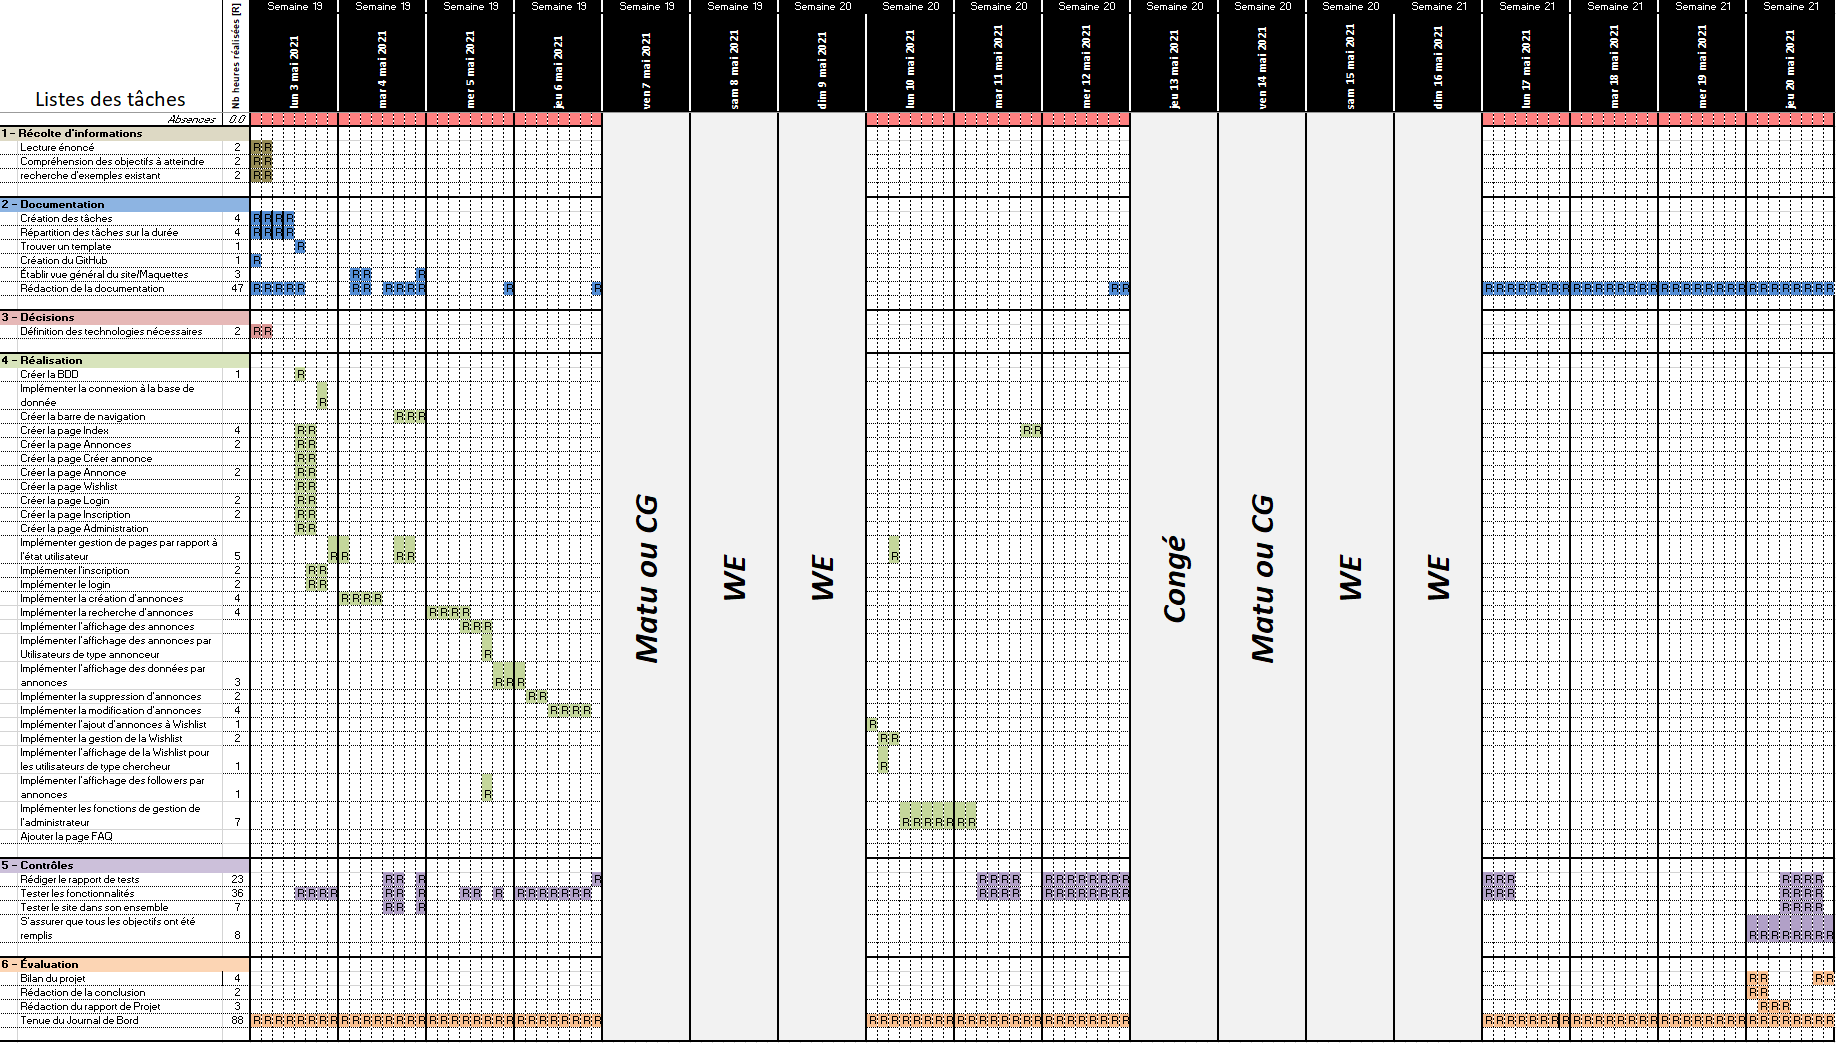 Semaine 19 Semaine 19 Semaine 19 Semaine 19 Semaine 19 Semaine 19 Semaine 20 Semaine 20 Semaine 20 Semaine 20 Semaine 20 Semaine 20 Semaine 20 Semaine 21 Semaine 21 Semaine 21 Semaine 21 Semaine 21
Listes des tâches Nb heures réalisées [R] lun 3 mai 2021 mar 4 mai 2021 mer 5 mai 2021 jeu 6 mai 2021 ven 7 mai 2021 sam 8 mai 2021 dim 9 mai 2021 lun 10 mai 2021 mar 11 mai 2021 mer 12 mai 2021 jeu 13 mai 2021 ven 14 mai 2021 sam 15 mai 2021 dim 16 mai 2021 lun 17 mai 2021 mar 18 mai 2021 mer 19 mai 2021 jeu 20 mai 2021
Absences 0.0
1 - Récolte d'informations
Lecture énoncé 2 R R
Compréhension des objectifs à atteindre 2 R R
recherche d'exemples existant 2 R R
2 - Documentation
Création des tâches 4 R R R R
Répartition des tâches sur la durée 4 R R R R
Trouver un template 1 R
Création du GitHub 1 R
Établir vue général du site/Maquettes 3 R R R
Rédaction de la documentation 47 R R R R R R R R R R R R R R R R R R R R R R R R R R R R R R R R R R R R R R R R R R R R R R R
3 - Décisions
Définition des technologies nécessaires 2 R R
4 - Réalisation
Créer la BDD 1 R
Implémenter la connexion à la base de
donnée R
Créer la barre de navigation R R R
Créer la page Index 4 R R R R
Créer la page Annonces 2 R R
Créer la page Créer annonce R R
Créer la page Annonce 2 R R
Créer la page Wishlist R R
Créer la page Login 2 R R
Créer la page Inscription 2 R R
Créer la page Administration R R
Implémenter gestion de pages par rapport à
l'état utilisateur 5 R R R R R
Implémenter l'inscription 2 R R
Implémenter le login 2 R R
Implémenter la création d'annonces 4 R R R R
Implémenter la recherche d'annonces 4 R R R R
Implémenter l'affichage des annonces R R R
Implémenter l'affichage des annonces par
Utilisateurs de type annonceur R
Implémenter l'affichage des données par
annonces 3 R R R
Implémenter la suppression d'annonces 2 R R
Implémenter la modification d'annonces 4 R R R R
Implémenter l'ajout d'annonces à Wishlist 1 R
Implémenter la gestion de la Wishlist 2 R R
Implémenter l'affichage de la Wishlist pour
les utilisateurs de type chercheur 1 R
Implémenter l'affichage des followers par
annonces 1 R
Implémenter les fonctions de gestion de
l'administrateur 7 R R R R R R R
Ajouter la page FAQ
Matu ou CG
WE
WE
Congé
Matu ou CG
WE
WE
5 - Contrôles
Rédiger le rapport de tests 23 R R R R R R R R R R R R R R R R R R R R R R R
Tester les fonctionnalités 36 R R R R R R R R R R R R R R R R R R R R R R R R R R R R R R R R R R R R
Tester le site dans son ensemble 7 R R R R R R R
S'assurer que tous les objectifs ont été
remplis 8 R R R R R R R R
6 - Évaluation
Bilan du projet 4 R R R R
Rédaction de la conclusion 2 R R
Rédaction du rapport de Projet 3 R R R
Tenue du Journal de Bord 88 R R R R R R R R R R R R R R R R R R R R R R R R R R R R R R R R R R R R R R R R R R R R R R R R R R R R R R R R R R R R R R R R R R R R R R R R R R R R R R R R R R R R